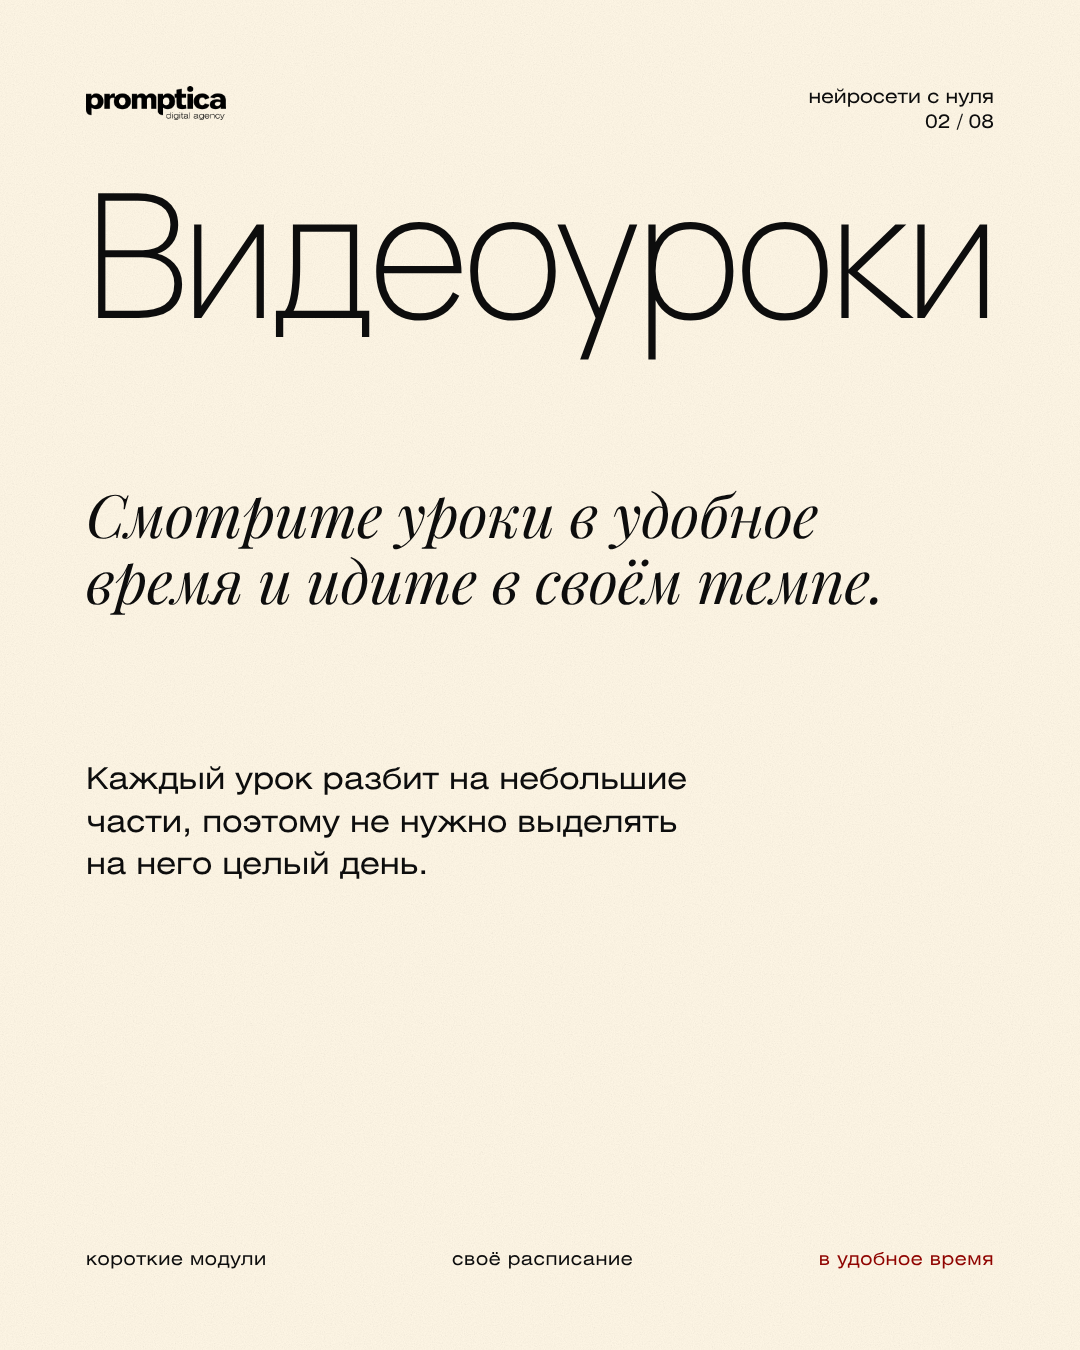 promptica
digital agency
нейросети с нуля
02 / 08
Видеоуроки
Смотрите уроки в удобное
время и идите в своём темпе.
Каждый урок разбит на небольшие
части, поэтому не нужно выделять
на него целый день.
короткие модули
своё расписание
в удобное время